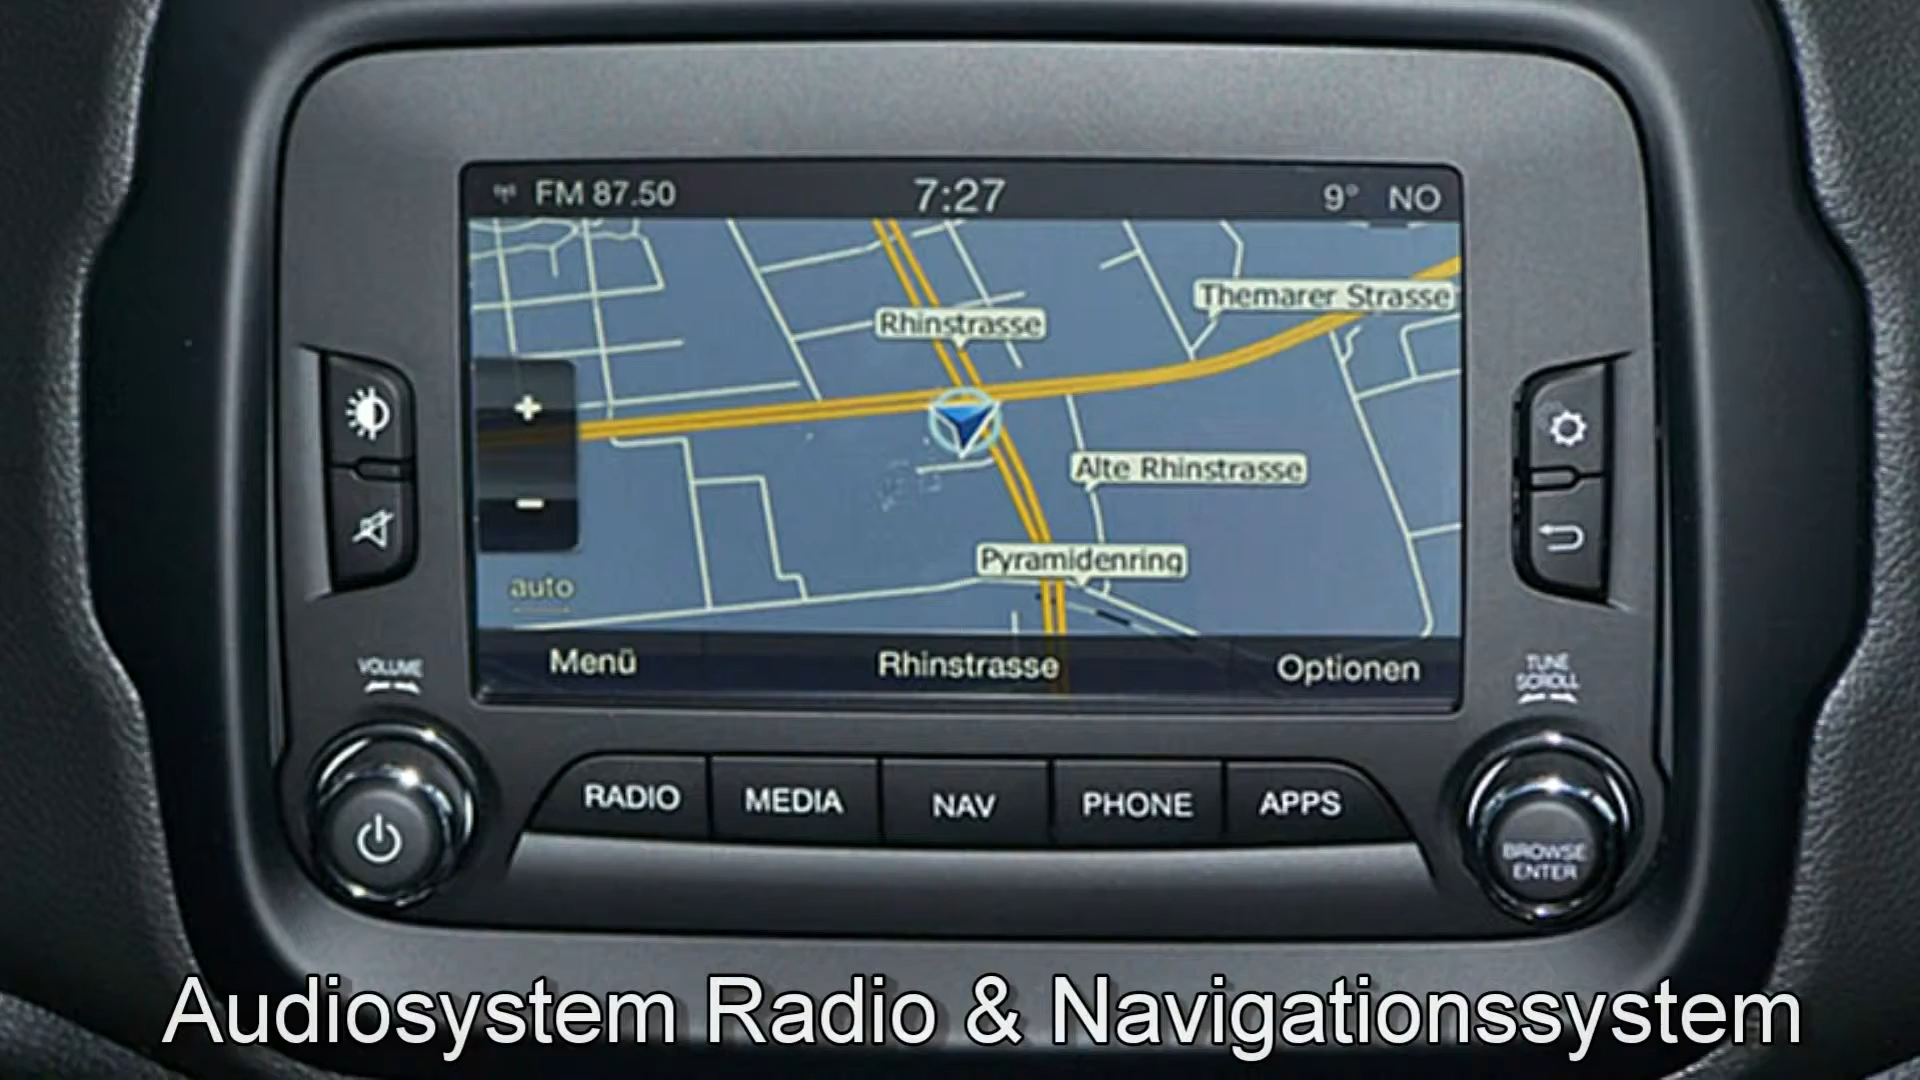 FM 87.50 7:27 9° NO
Themarer Strasse
Rhinstrasse
+
Alte Rhinstrasse
-
Pyramidenring
auto
Menü Rhinstrasse Optionen
VOLUME
TUNE
SCROLL
RADIO MEDIA NAV PHONE APPS
BROWSE
ENTER
Audiosystem Radio & Navigationssystem